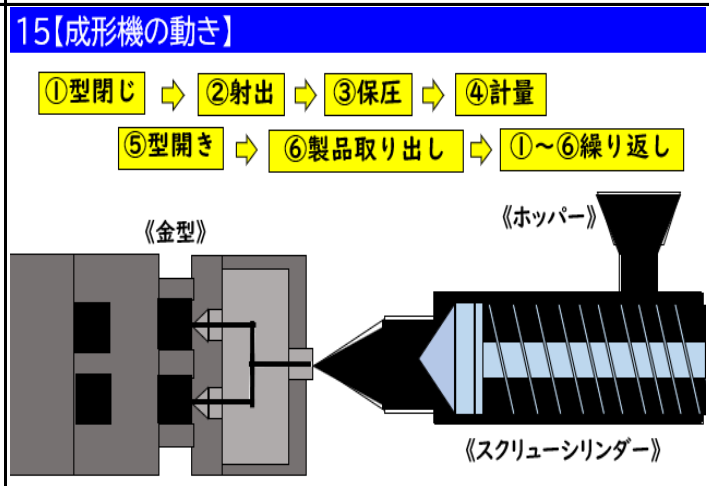 15【成形機の動き】
①型閉じ ⇨ ②射出 ⇨ ③保圧 ⇨ ④計量
⑤型開き ⇨ ⑥製品取り出し ⇨ ①～⑥繰り返し
《ホッパー》
《金型》
《スクリューシリンダー》